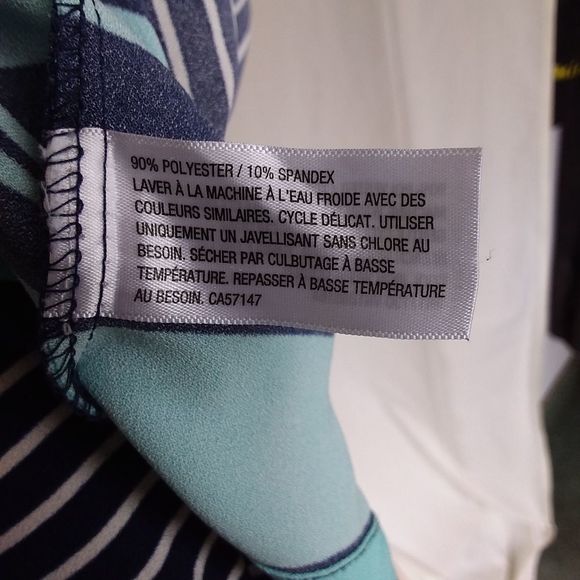 90% POLYESTER / 10% SPANDEX
LAVER À LA MACHINE À L'EAU FROIDE AVEC DES
COULEURS SIMILAIRES. CYCLE DÉLICAT. UTILISER
UNIQUEMENT UN JAVELLISANT SANS CHLORE AU
BESOIN. SÉCHER PAR CULBUTAGE À BASSE
TEMPÉRATURE. REPASSER À BASSE TEMPÉRATURE
AU BESOIN. CA57147